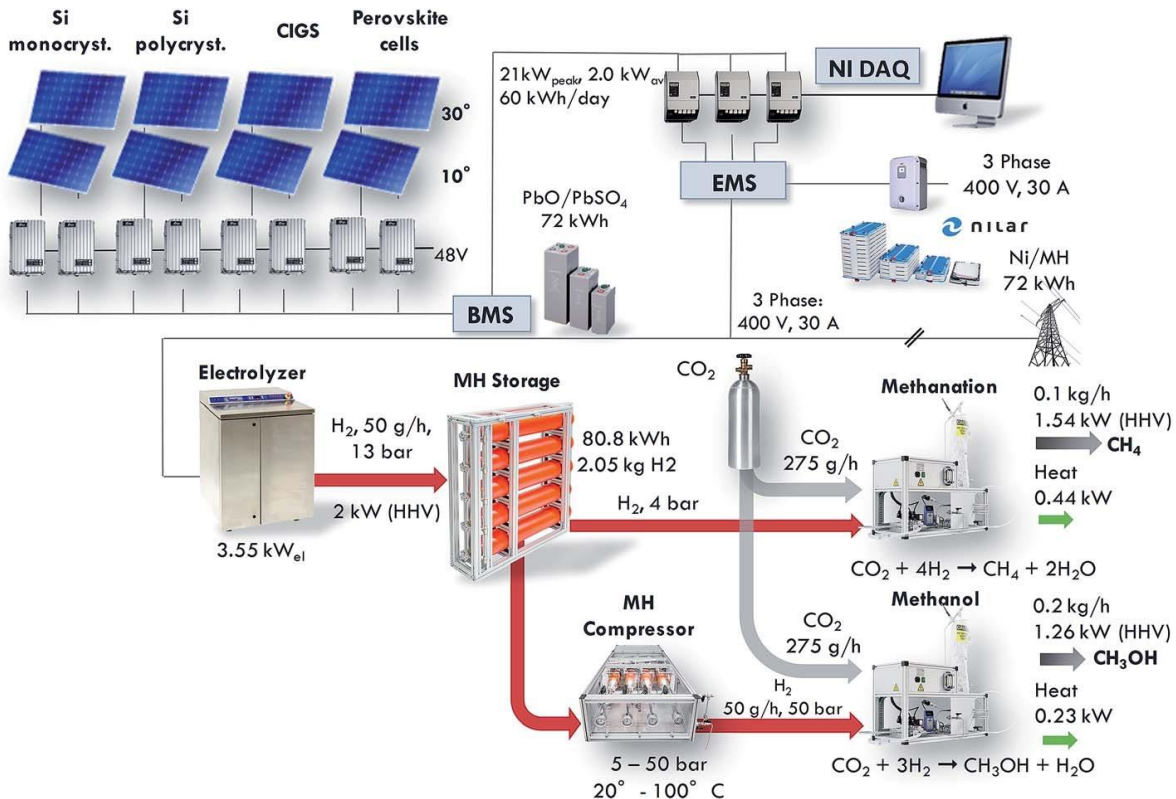 Si
monocryst.
Si
polycryst.
CIGS
Perovskite
cells
30°
10°
48V
21kWpeak, 2.0 kWav
60 kWh/day
NI DAQ
EMS
3 Phase
400 V, 30 A
nilar
Ni/MH
72 kWh
PbO/PbSO4
72 kWh
BMS
3 Phase:
400 V, 30 A
Electrolyzer
3.55 kWel
H2, 50 g/h,
13 bar
2 kW (HHV)
MH Storage
80.8 kWh
2.05 kg H2
H2, 4 bar
CO2
CO2
275 g/h
Methanation
0.1 kg/h
1.54 kW (HHV)
CH4
Heat
0.44 kW
CO2 + 4H2 → CH4 + 2H2O
MH
Compressor
5 – 50 bar
20° - 100° C
CO2
275 g/h
H2
50 g/h, 50 bar
Methanol
0.2 kg/h
1.26 kW (HHV)
CH3OH
Heat
0.23 kW
CO2 + 3H2 → CH3OH + H2O